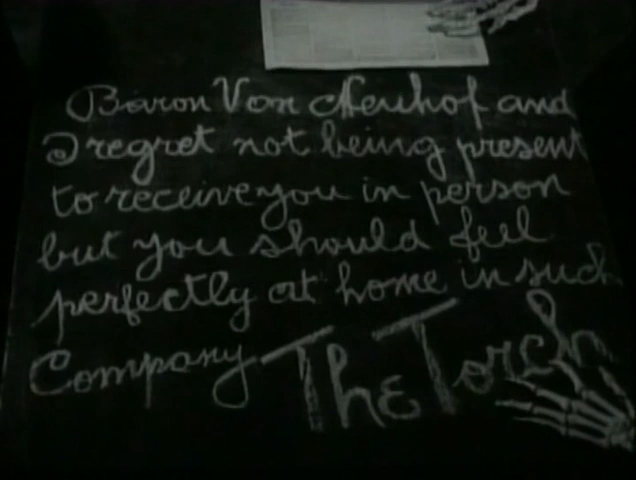 Baron Von Neuhof and
I regret not being present
to receive you in person
but you should feel
perfectly at home in such
Company
The Torch